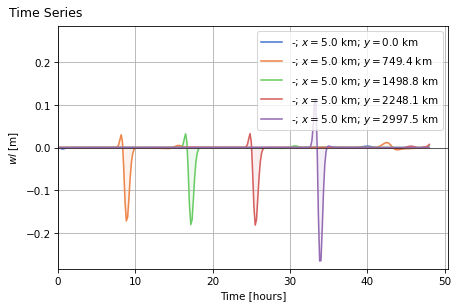 Time Series
-; x = 5.0 km; y = 0.0 km
-; x = 5.0 km; y = 749.4 km
-; x = 5.0 km; y = 1498.8 km
-; x = 5.0 km; y = 2248.1 km
-; x = 5.0 km; y = 2997.5 km
0.2
0.1
0.0
−0.1
−0.2
wl [m]
0 10 20 30 40 50
Time [hours]